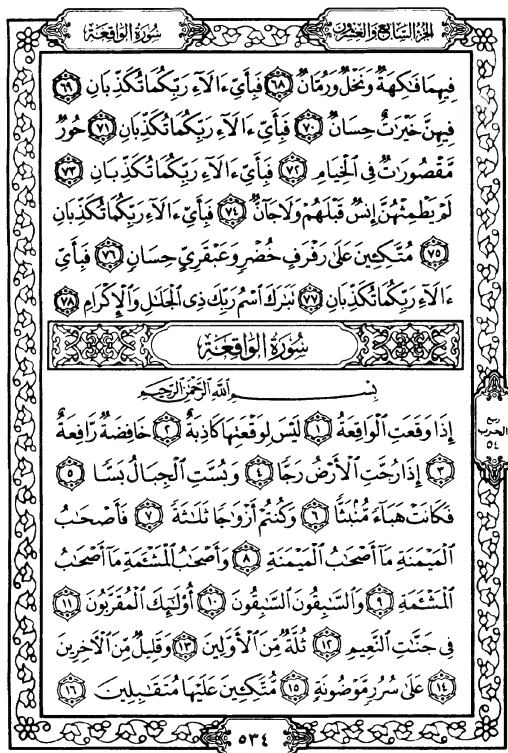 الجزء السابع والعشرون
سورة الواقعة
فِيهِمَا فَٰكِهَةٌ وَنَخْلٌ وَرُمَّانٌ ٦٨ فَبِأَيِّ ءَالَآءِ رَبِّكُمَا تُكَذِّبَانِ ٦٩
فِيهِنَّ خَيْرَٰتٌ حِسَانٌ ٧٠ فَبِأَيِّ ءَالَآءِ رَبِّكُمَا تُكَذِّبَانِ ٧١ حُورٌ
مَّقْصُورَٰتٌ فِى ٱلْخِيَامِ ٧٢ فَبِأَيِّ ءَالَآءِ رَبِّكُمَا تُكَذِّبَانِ ٧٣
لَمْ يَطْمِثْهُنَّ إِنسٌ قَبْلَهُمْ وَلَا جَآنٌّ ٧٤ فَبِأَيِّ ءَالَآءِ رَبِّكُمَا تُكَذِّبَانِ
٧٥ مُتَّكِـِٔينَ عَلَىٰ رَفْرَفٍ خُضْرٍ وَعَبْقَرِىٍّ حِسَانٍ ٧٦ فَبِأَيِّ
ءَالَآءِ رَبِّكُمَا تُكَذِّبَانِ ٧٧ تَبَٰرَكَ ٱسْمُ رَبِّكَ ذِى ٱلْجَلَٰلِ وَٱلْإِكْرَامِ ٧٨
سورة الواقعة
بِسْمِ ٱللَّهِ ٱلرَّحْمَٰنِ ٱلرَّحِيمِ
إِذَا وَقَعَتِ ٱلْوَاقِعَةُ ١ لَيْسَ لِوَقْعَتِهَا كَاذِبَةٌ ٢ خَافِضَةٌ رَّافِعَةٌ
٣ إِذَا رُجَّتِ ٱلْأَرْضُ رَجًّا ٤ وَبُسَّتِ ٱلْجِبَالُ بَسًّا ٥
فَكَانَتْ هَبَآءً مُّنۢبَثًّا ٦ وَكُنتُمْ أَزْوَٰجًا ثَلَٰثَةً ٧ فَأَصْحَٰبُ
ٱلْمَيْمَنَةِ مَآ أَصْحَٰبُ ٱلْمَيْمَنَةِ ٨ وَأَصْحَٰبُ ٱلْمَشْـَٔمَةِ مَآ أَصْحَٰبُ
ٱلْمَشْـَٔمَةِ ٩ وَٱلسَّٰبِقُونَ ٱلسَّٰبِقُونَ ١٠ أُو۟لَٰٓئِكَ ٱلْمُقَرَّبُونَ ١١
فِى جَنَّٰتِ ٱلنَّعِيمِ ١٢ ثُلَّةٌ مِّنَ ٱلْأَوَّلِينَ ١٣ وَقَلِيلٌ مِّنَ ٱلْءَاخِرِينَ
١٤ عَلَىٰ سُرُرٍ مَّوْضُونَةٍ ١٥ مُّتَّكِـِٔينَ عَلَيْهَا مُتَقَٰبِلِينَ ١٦
ربع
الحزب
٥٤
٥٣٤